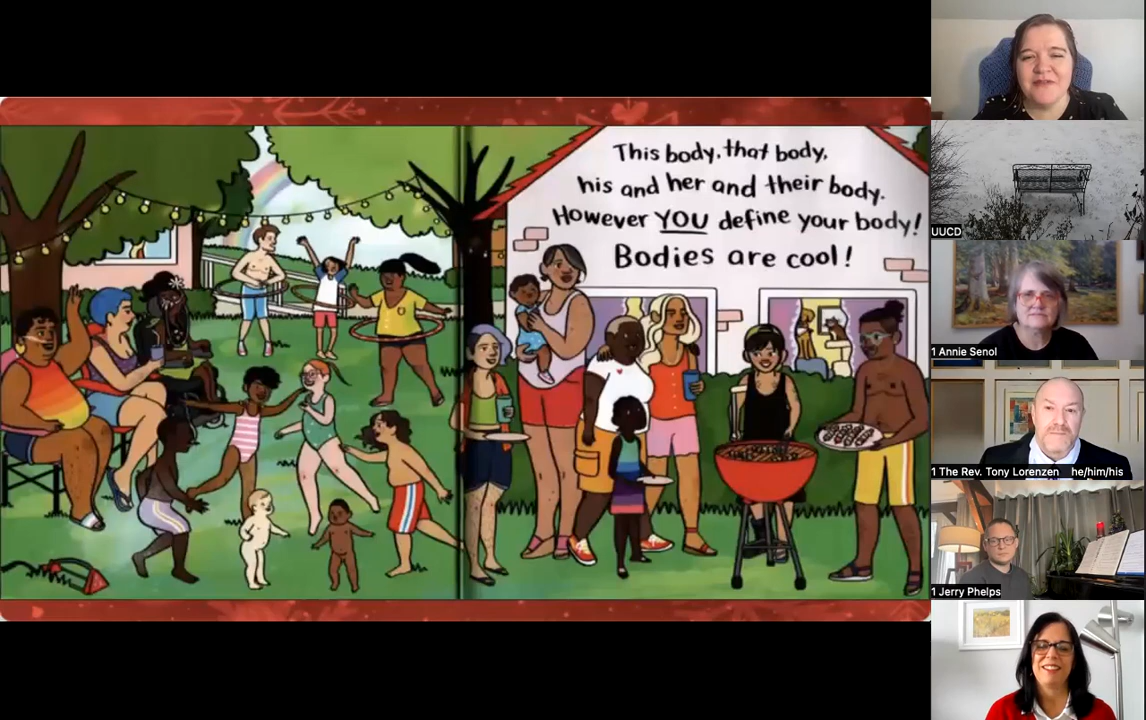 This body, that body,
his and her and their body.
However YOU define your body!
Bodies are cool!
UUCD
1 Annie Senol
1 The Rev. Tony Lorenzen he/him/his
1 Jerry Phelps